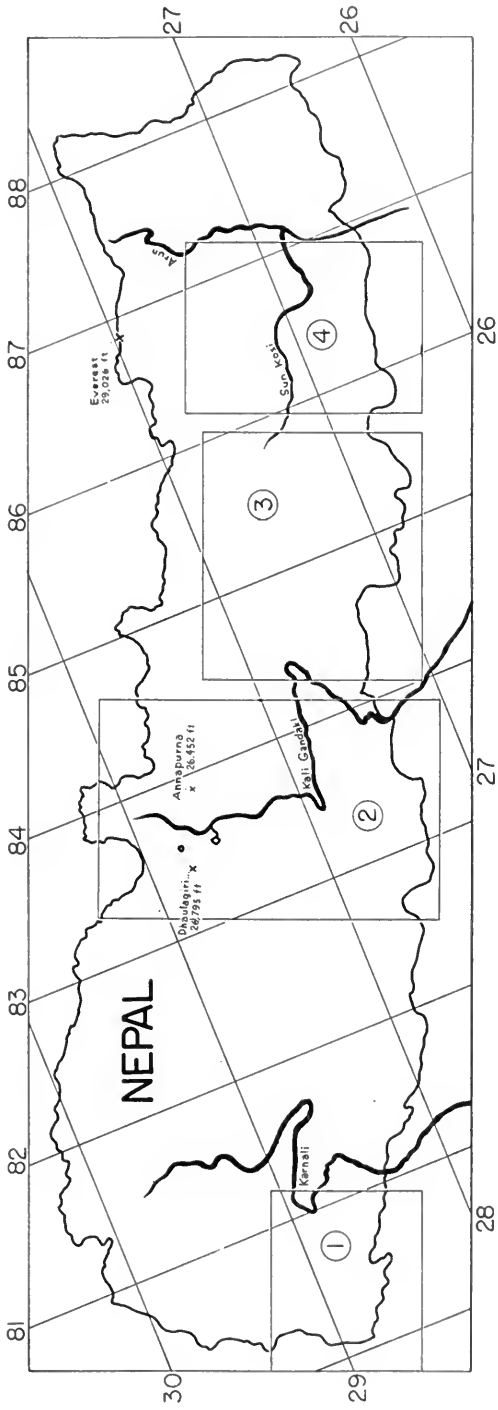 81
82
83
84
85
86
87
88
27
26
30
29
28
27
26
NEPAL
Everest
29,028 ft
Arun
Sun Kosi
Annapurna
26,452 ft
Dhaulagiri
26,795 ft
Kali Gandaki
Karnali
1
2
3
4